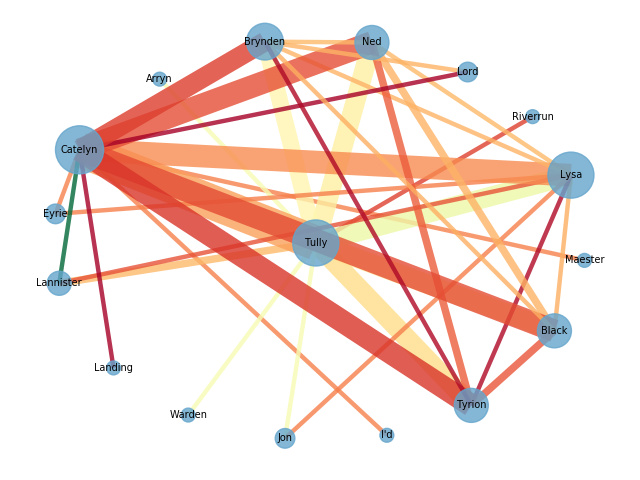 Brynden
Ned
Lord
Arryn
Riverrun
Catelyn
Lysa
Eyrie
Tully
Maester
Lannister
Black
Landing
Tyrion
Warden
Jon
I'd